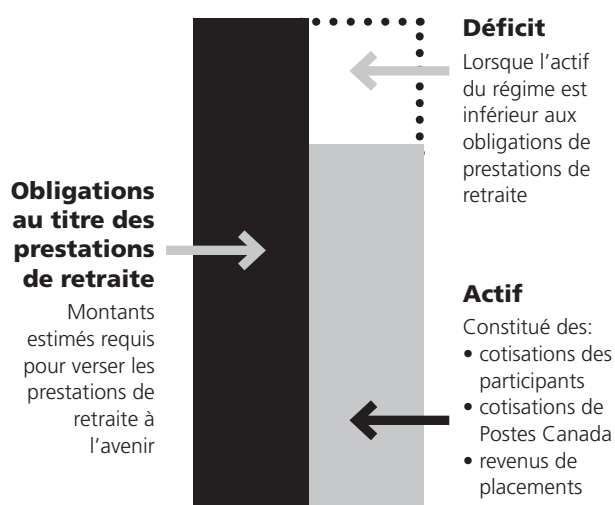 Déficit
Lorsque l'actif
du régime est
inférieur aux
obligations de
prestations de
retraite
Obligations
au titre des
prestations
de retraite
Montants
estimés requis
pour verser les
prestations de
retraite à
l'avenir
Actif
Constitué des:
• cotisations des
participants
• cotisations de
Postes Canada
• revenus de
placements